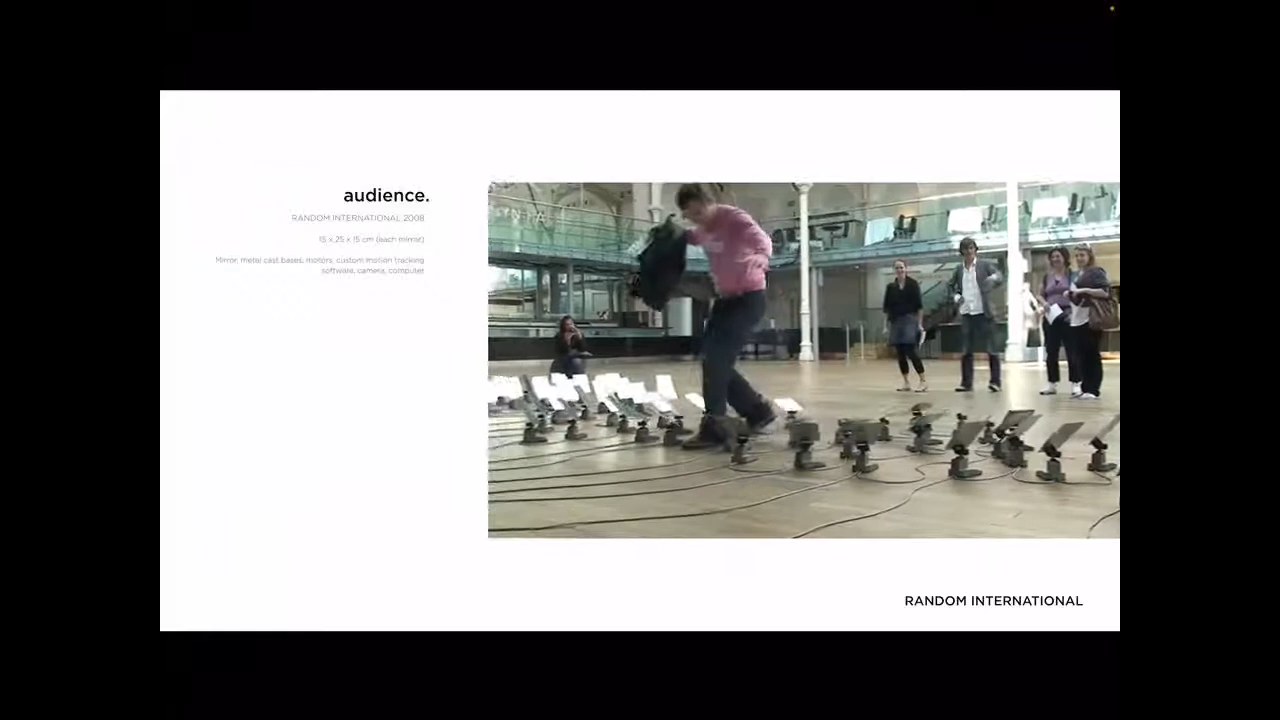 audience.
RANDOM INTERNATIONAL 2008
15 x 25 x 15 cm (each mirror)
Mirror, metal cast bases, motors, custom motion tracking
software, camera, computer
RANDOM INTERNATIONAL